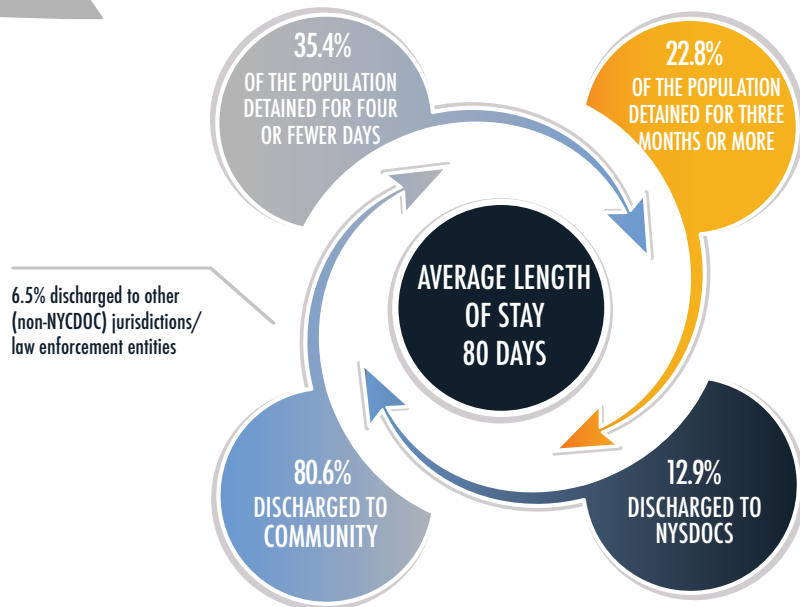 35.4%
OF THE POPULATION
DETAINED FOR FOUR
OR FEWER DAYS
22.8%
OF THE POPULATION
DETAINED FOR THREE
MONTHS OR MORE
AVERAGE LENGTH
OF STAY
80 DAYS
6.5% discharged to other
(non-NYCDOC) jurisdictions/
law enforcement entities
80.6%
DISCHARGED TO
COMMUNITY
12.9%
DISCHARGED TO
NYSDOCS